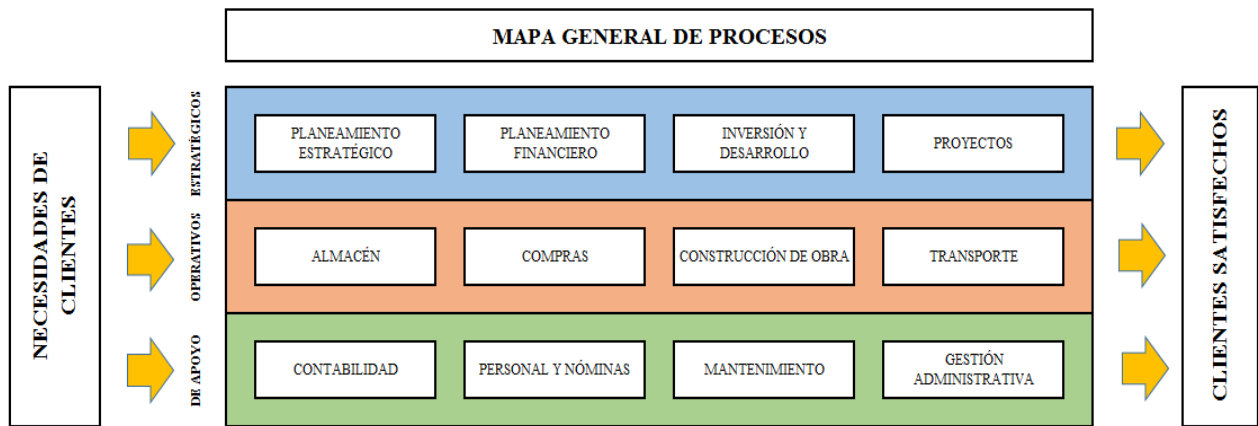 MAPA GENERAL DE PROCESOS
NECESIDADES DE
CLIENTES
ESTRATÉGICOS
PLANEAMIENTO
ESTRATÉGICO
PLANEAMIENTO
FINANCIERO
INVERSIÓN Y
DESARROLLO
PROYECTOS
OPERATIVOS
ALMACÉN
COMPRAS
CONSTRUCCIÓN DE OBRA
TRANSPORTE
DE APOYO
CONTABILIDAD
PERSONAL Y NÓMINAS
MANTENIMIENTO
GESTIÓN
ADMINISTRATIVA
CLIENTES SATISFECHOS